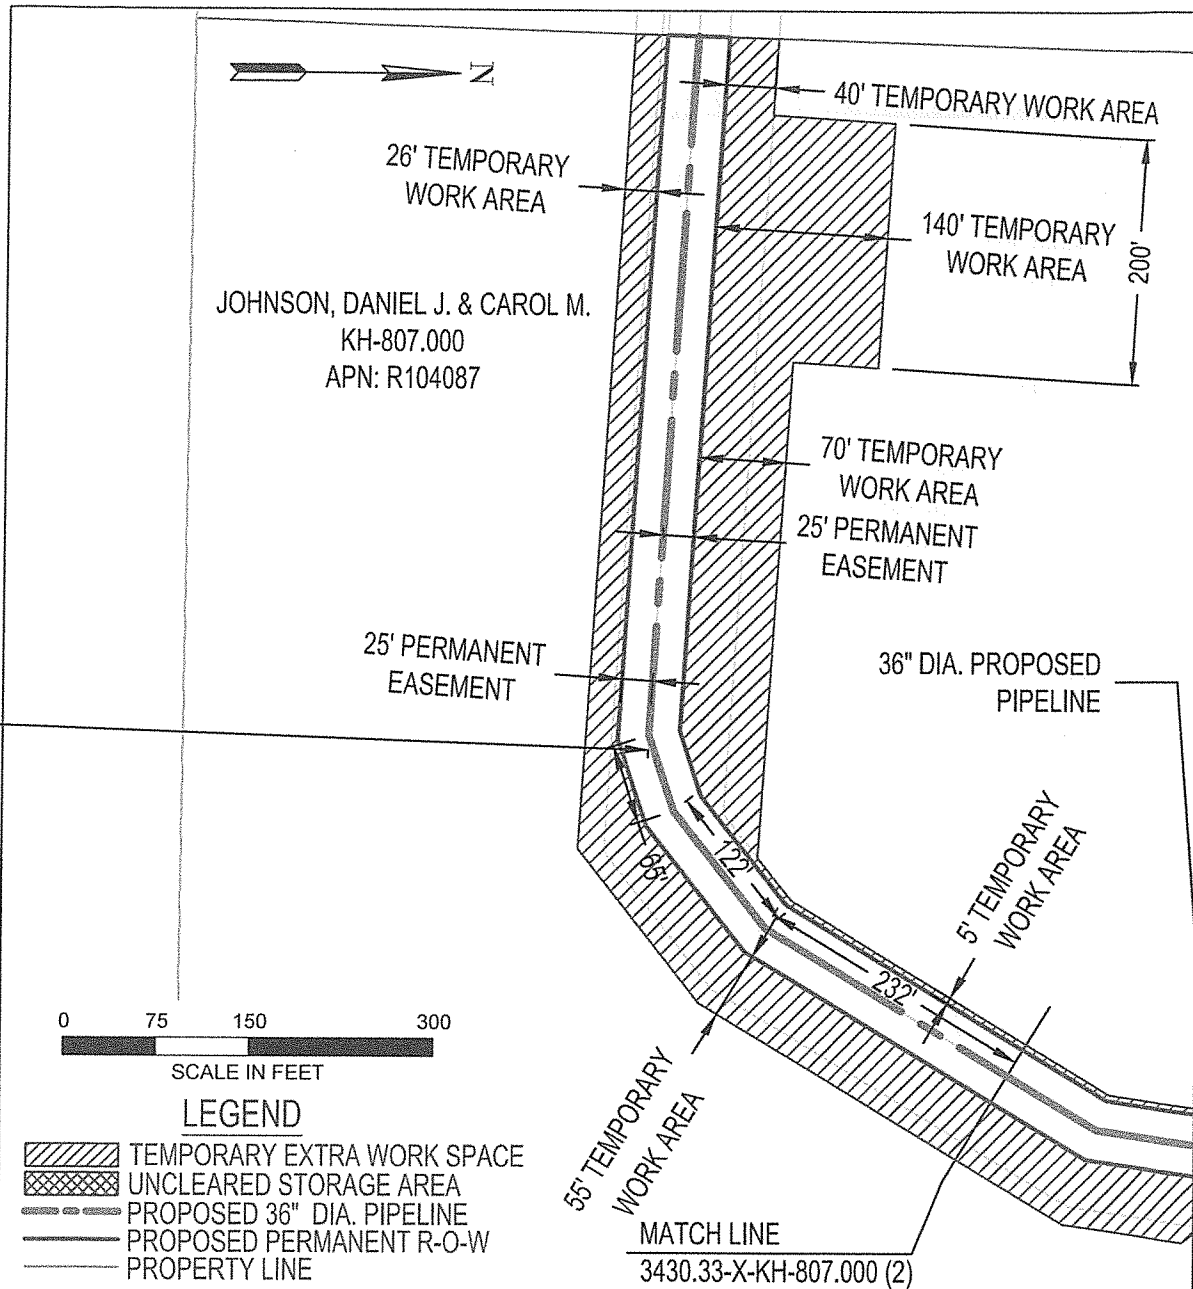 N
40' TEMPORARY WORK AREA
26' TEMPORARY
WORK AREA
140' TEMPORARY
WORK AREA
200'
JOHNSON, DANIEL J. & CAROL M.
KH-807.000
APN: R104087
70' TEMPORARY
WORK AREA
25' PERMANENT
EASEMENT
25' PERMANENT
EASEMENT
36" DIA. PROPOSED
PIPELINE
122'
5' TEMPORARY
WORK AREA
232'
0 75 150 300
SCALE IN FEET
55' TEMPORARY
WORK AREA
LEGEND
TEMPORARY EXTRA WORK SPACE
UNCLEARED STORAGE AREA
PROPOSED 36" DIA. PIPELINE
PROPOSED PERMANENT R-O-W
PROPERTY LINE
MATCH LINE
3430.33-X-KH-807.000 (2)